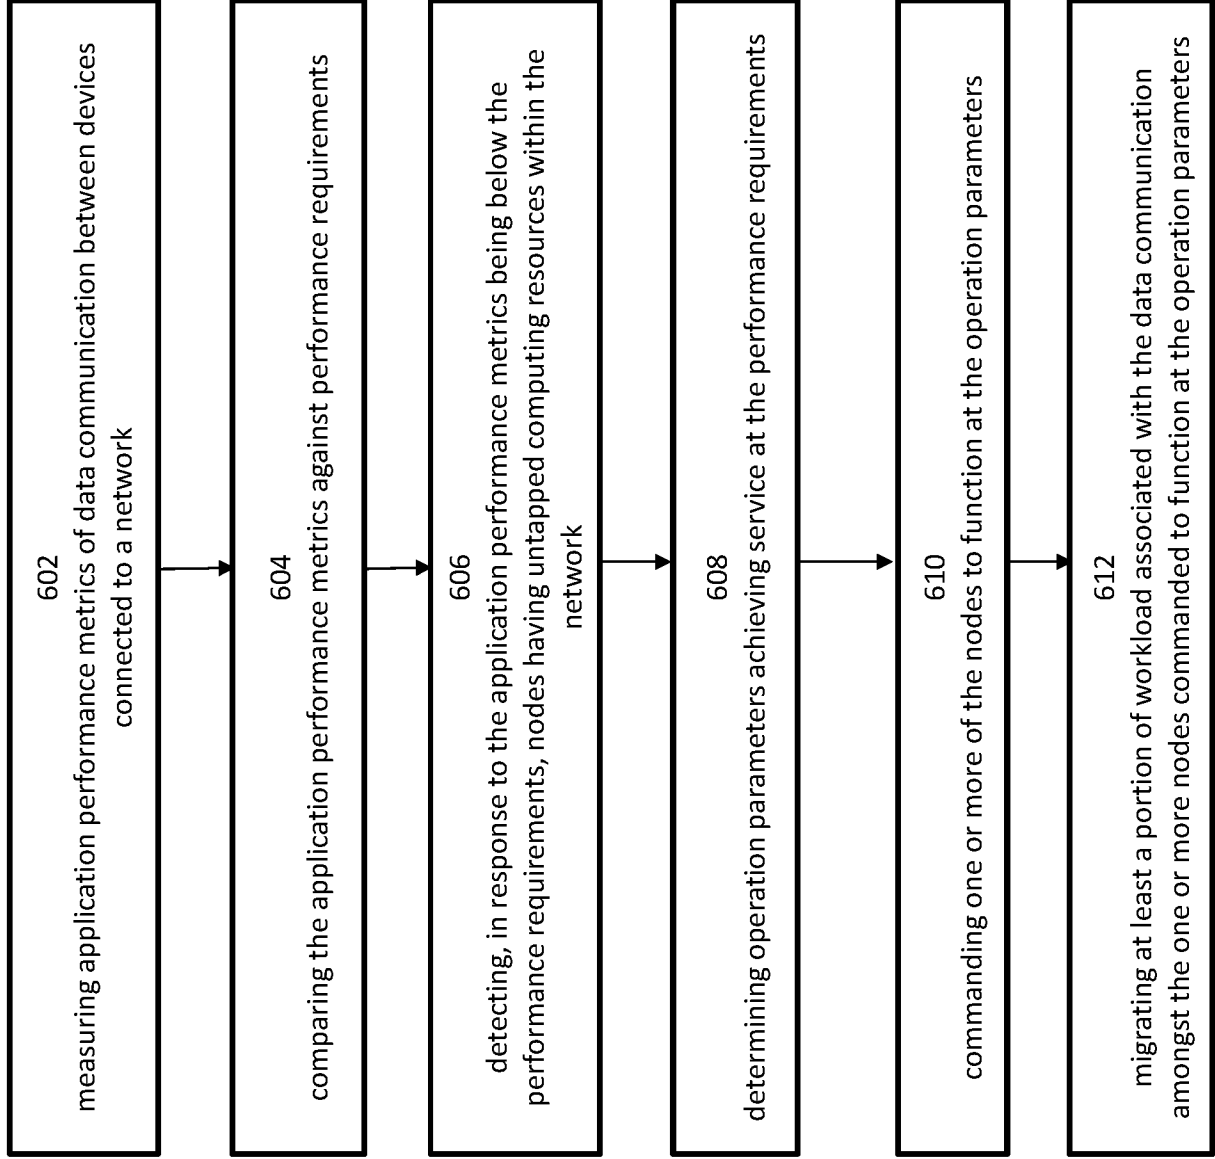 602
measuring application performance metrics of data communication between devices
connected to a network
604
comparing the application performance metrics against performance requirements
606
detecting, in response to the application performance metrics being below the
performance requirements, nodes having untapped computing resources within the
network
608
determining operation parameters achieving service at the performance requirements
610
commanding one or more of the nodes to function at the operation parameters
612
migrating at least a portion of workload associated with the data communication
amongst the one or more nodes commanded to function at the operation parameters